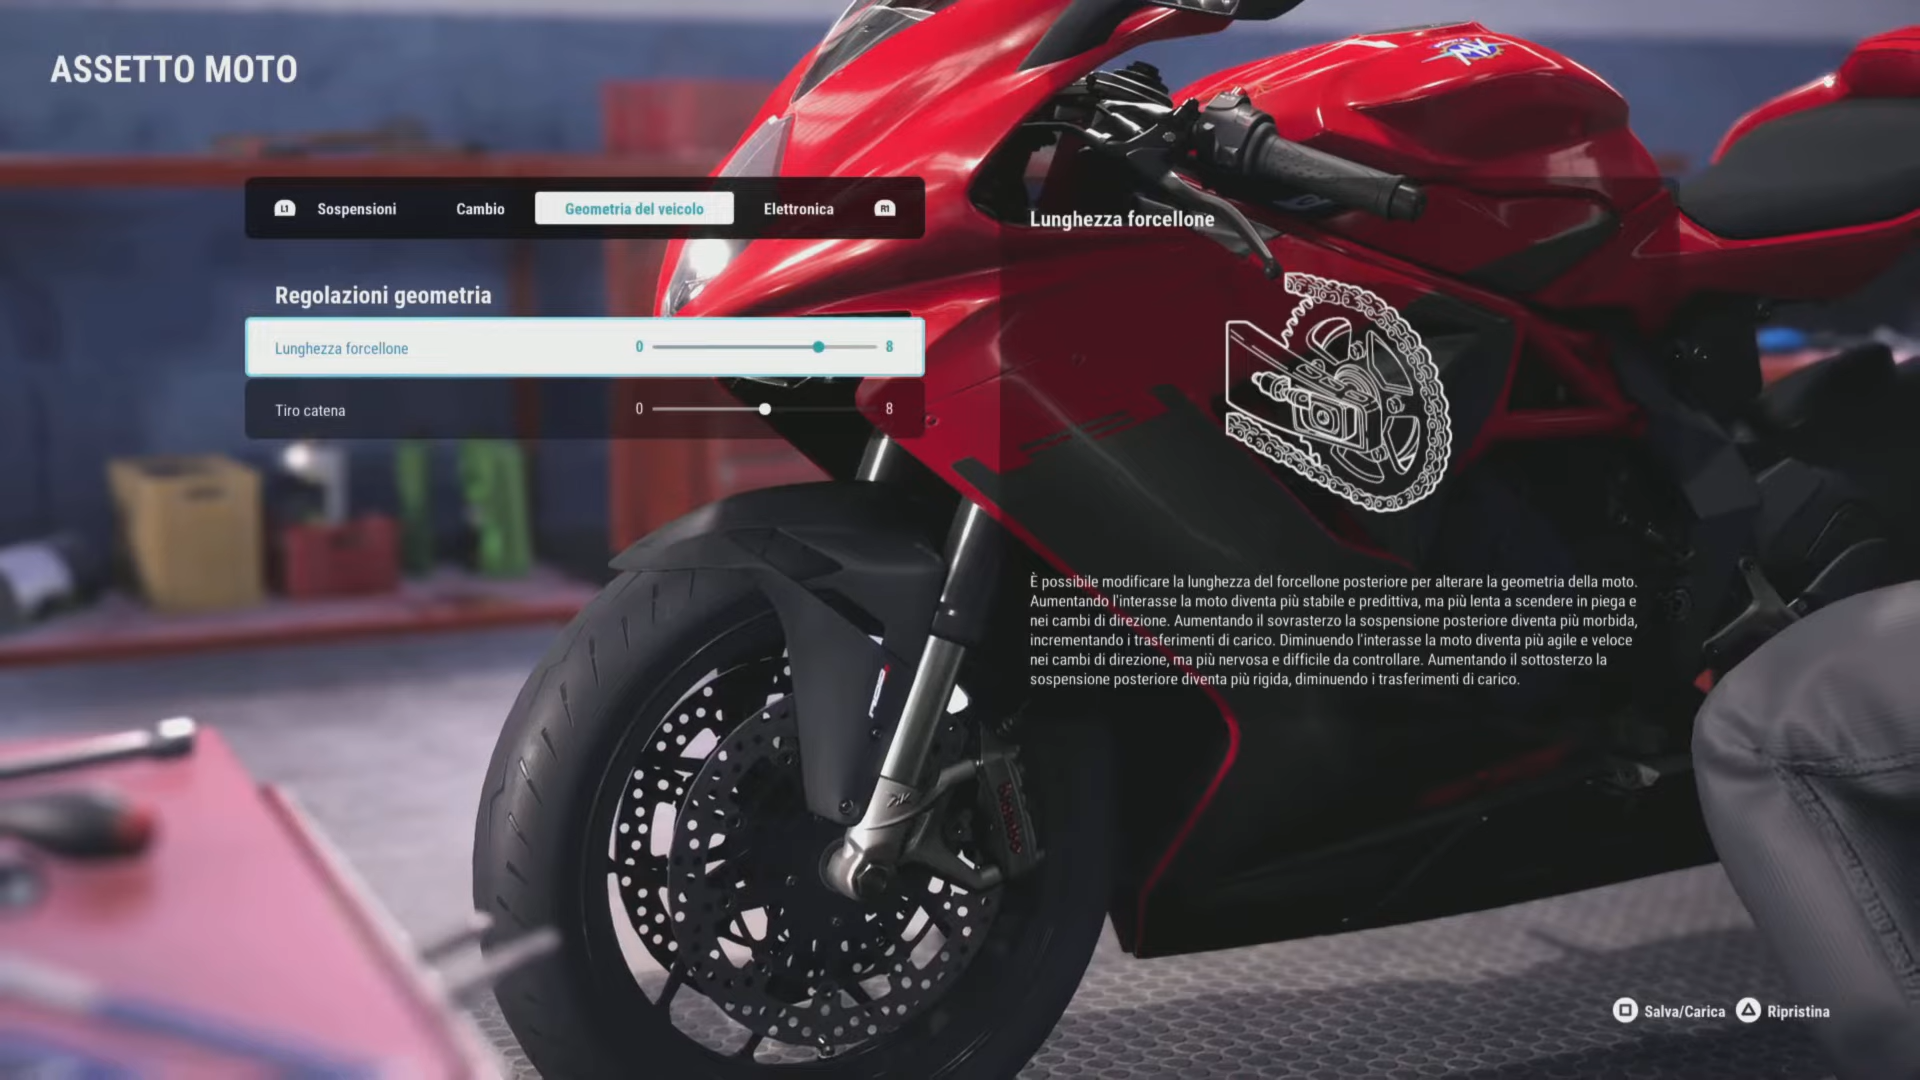 ASSETTO MOTO
L1 Sospensioni Cambio Geometria del veicolo Elettronica R1
Regolazioni geometria
Lunghezza forcellone 0 8
Tiro catena 0 8
Lunghezza forcellone
È possibile modificare la lunghezza del forcellone posteriore per alterare la geometria della moto.
Aumentando l'interasse la moto diventa più stabile e predittiva, ma più lenta a scendere in piega e
nei cambi di direzione. Aumentando il sovrasterzo la sospensione posteriore diventa più morbida,
incrementando i trasferimenti di carico. Diminuendo l'interasse la moto diventa più agile e veloce
nei cambi di direzione, ma più nervosa e difficile da controllare. Aumentando il sottosterzo la
sospensione posteriore diventa più rigida, diminuendo i trasferimenti di carico.
brembo
Salva/Carica Ripristina